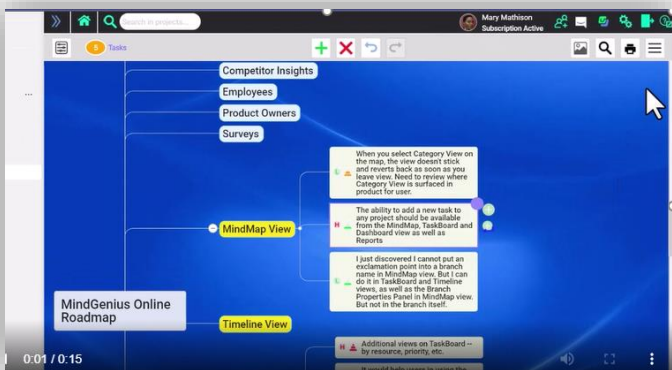 Search in projects...
Mary Mathison
Subscription Active
5 Tasks
Competitor Insights
Employees
Product Owners
Surveys
When you select Category View on
the map, the view doesn't stick
and reverts back as soon as you
leave view. Need to review where
Category View is surfaced in
product for user.
MindMap View
H
The ability to add a new task to
any project should be available
from the MindMap, TaskBoard and
Dashboard view as well as
Reports
I just discovered I cannot put an
exclamation point into a branch
name in MindMap view, But I can
do it in TaskBoard and Timeline
views, as well as the Branch
Properties Panel in MindMap view.
But not in the branch itself.
MindGenius Online
Roadmap
Timeline View
H
Additional views on TaskBoard --
by resource, priority, etc.
0:01 / 0:15